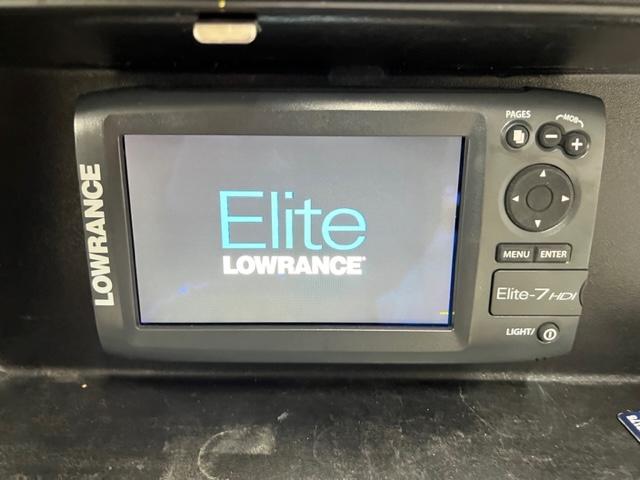 PAGES
MOB
LOWRANCE
Elite
LOWRANCE
MENU
ENTER
Elite-7 HDI
LIGHT/